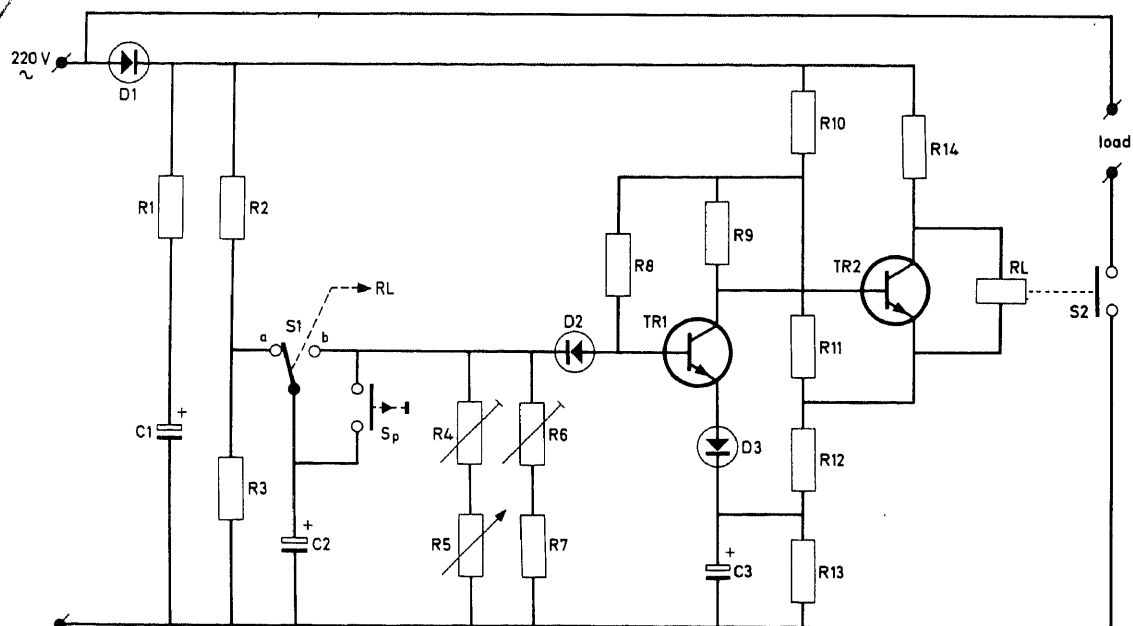 220 V
~
D1
R1
R2
R10
R14
load
R8
R9
TR2
RL
S2
RL
S1
a
b
D2
TR1
R11
C1
+
Sp
R4
R6
D3
R12
R3
+
C2
R5
R7
+
C3
R13